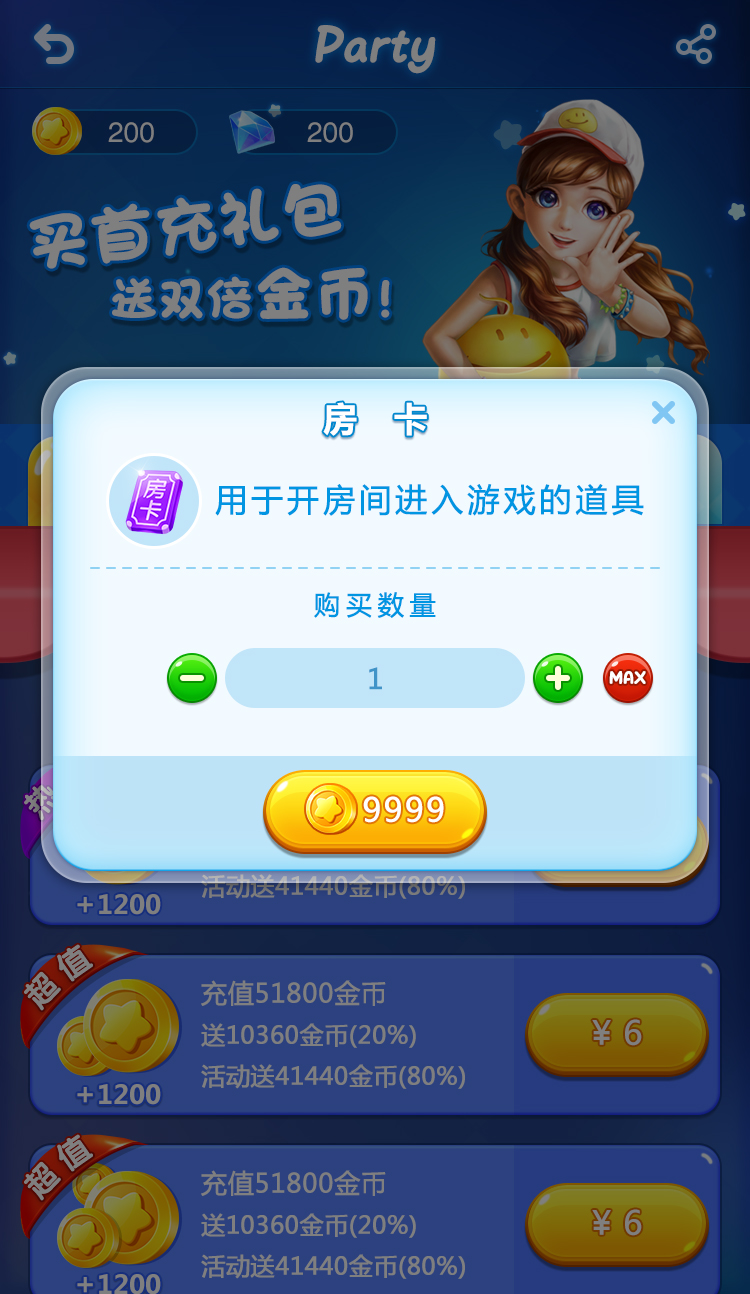 Party
200
200
买首充礼包
送双倍金币!
房 卡
房卡
用于开房间进入游戏的道具
购买数量
1
MAX
9999
热
活动送41440金币(80%)
+1200
超值
充值51800金币
送10360金币(20%)
¥ 6
活动送41440金币(80%)
+1200
超值
充值51800金币
送10360金币(20%)
¥ 6
活动送41440金币(80%)
+1200